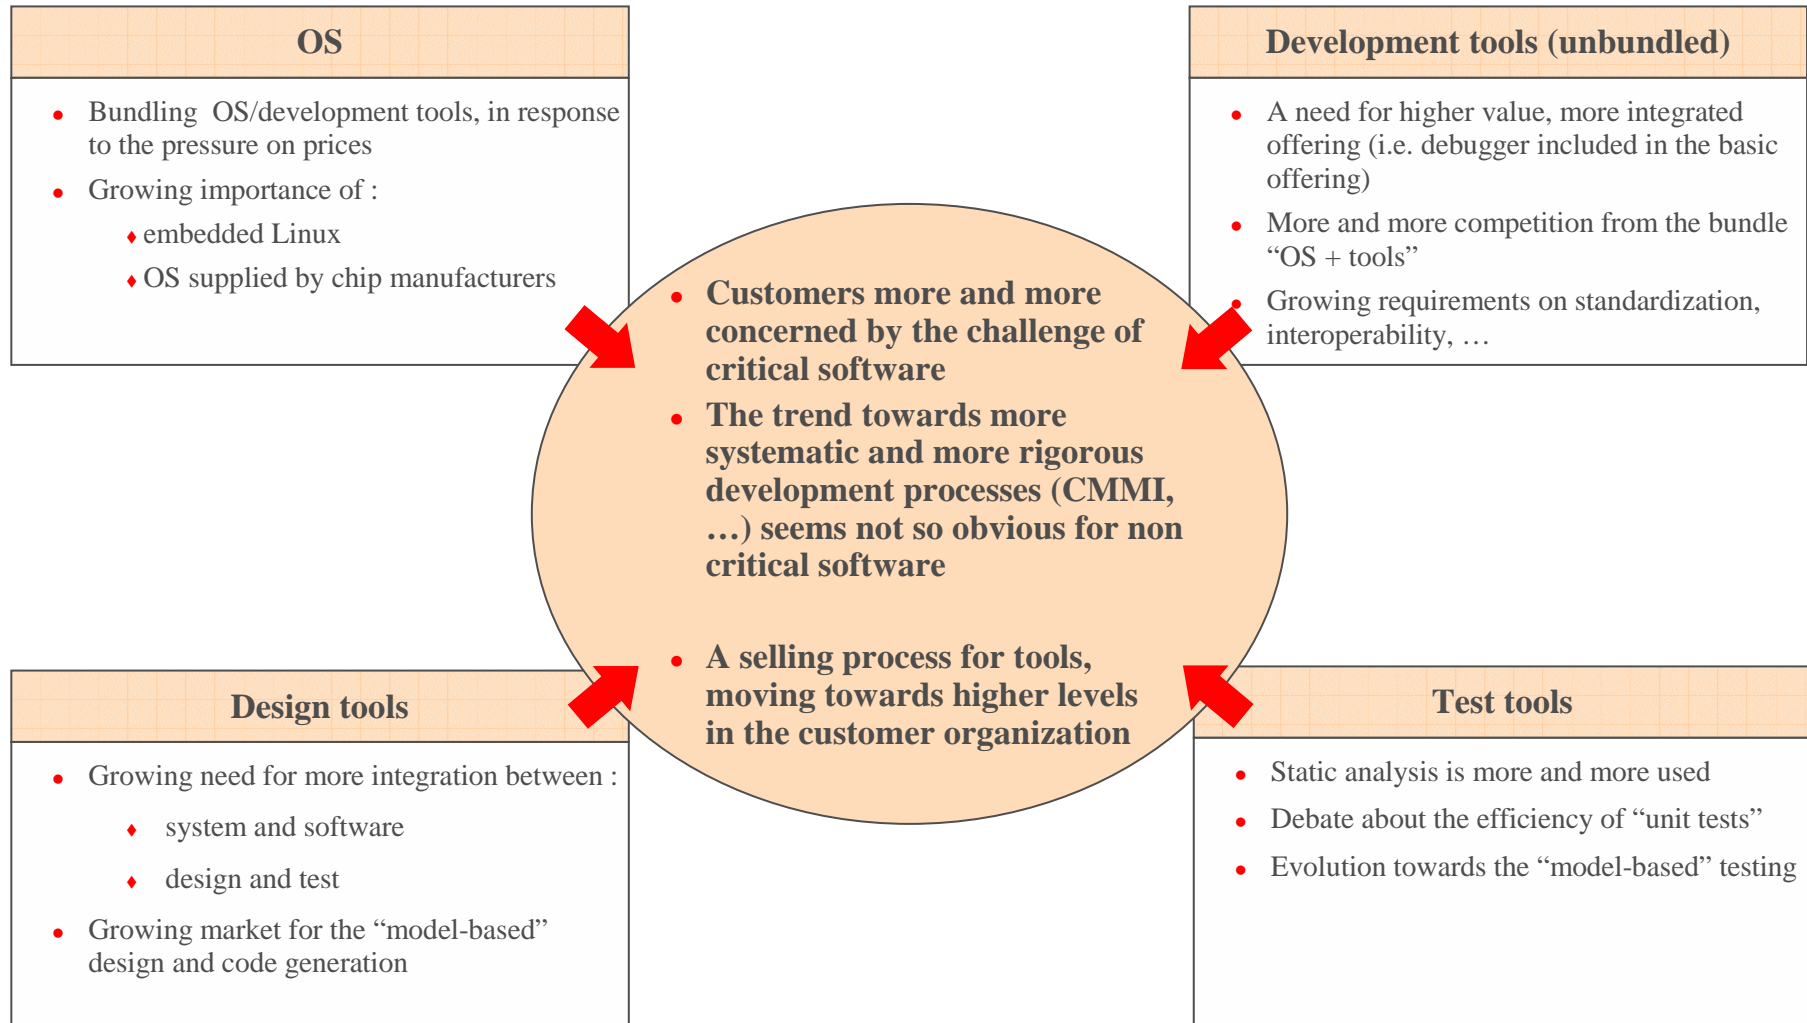 OS
Bundling OS/development tools, in response
to the pressure on prices
Growing importance of :
embedded Linux
OS supplied by chip manufacturers
Development tools (unbundled)
A need for higher value, more integrated
offering (i.e. debugger included in the basic
offering)
More and more competition from the bundle
“OS + tools”
Growing requirements on standardization,
interoperability, …
Customers more and more
concerned by the challenge of
critical software
The trend towards more
systematic and more rigorous
development processes (CMMI,
…) seems not so obvious for non
critical software
A selling process for tools,
moving towards higher levels
in the customer organization
Design tools
Growing need for more integration between :
system and software
design and test
Growing market for the “model-based”
design and code generation
Test tools
Static analysis is more and more used
Debate about the efficiency of “unit tests”
Evolution towards the “model-based” testing